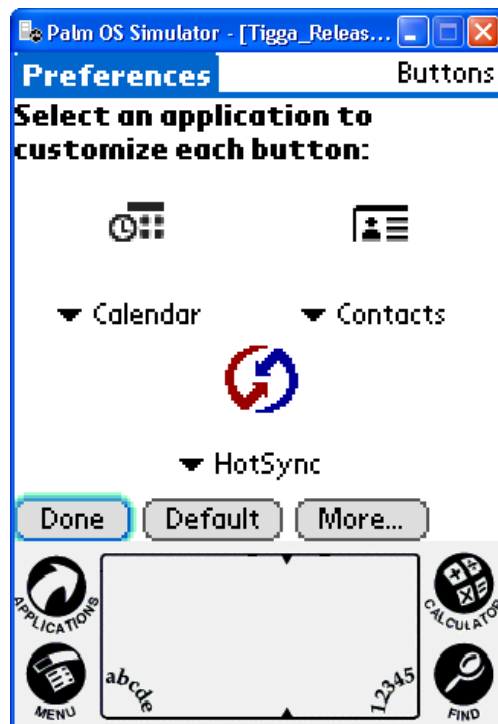 Palm OS Simulator - [Tigga_Releas...
Preferences
Buttons
Select an application to
customize each button:
Calendar
Contacts
HotSync
Done
Default
More...
APPLICATIONS
CALCULATOR
abcde
12345
MENU
FIND